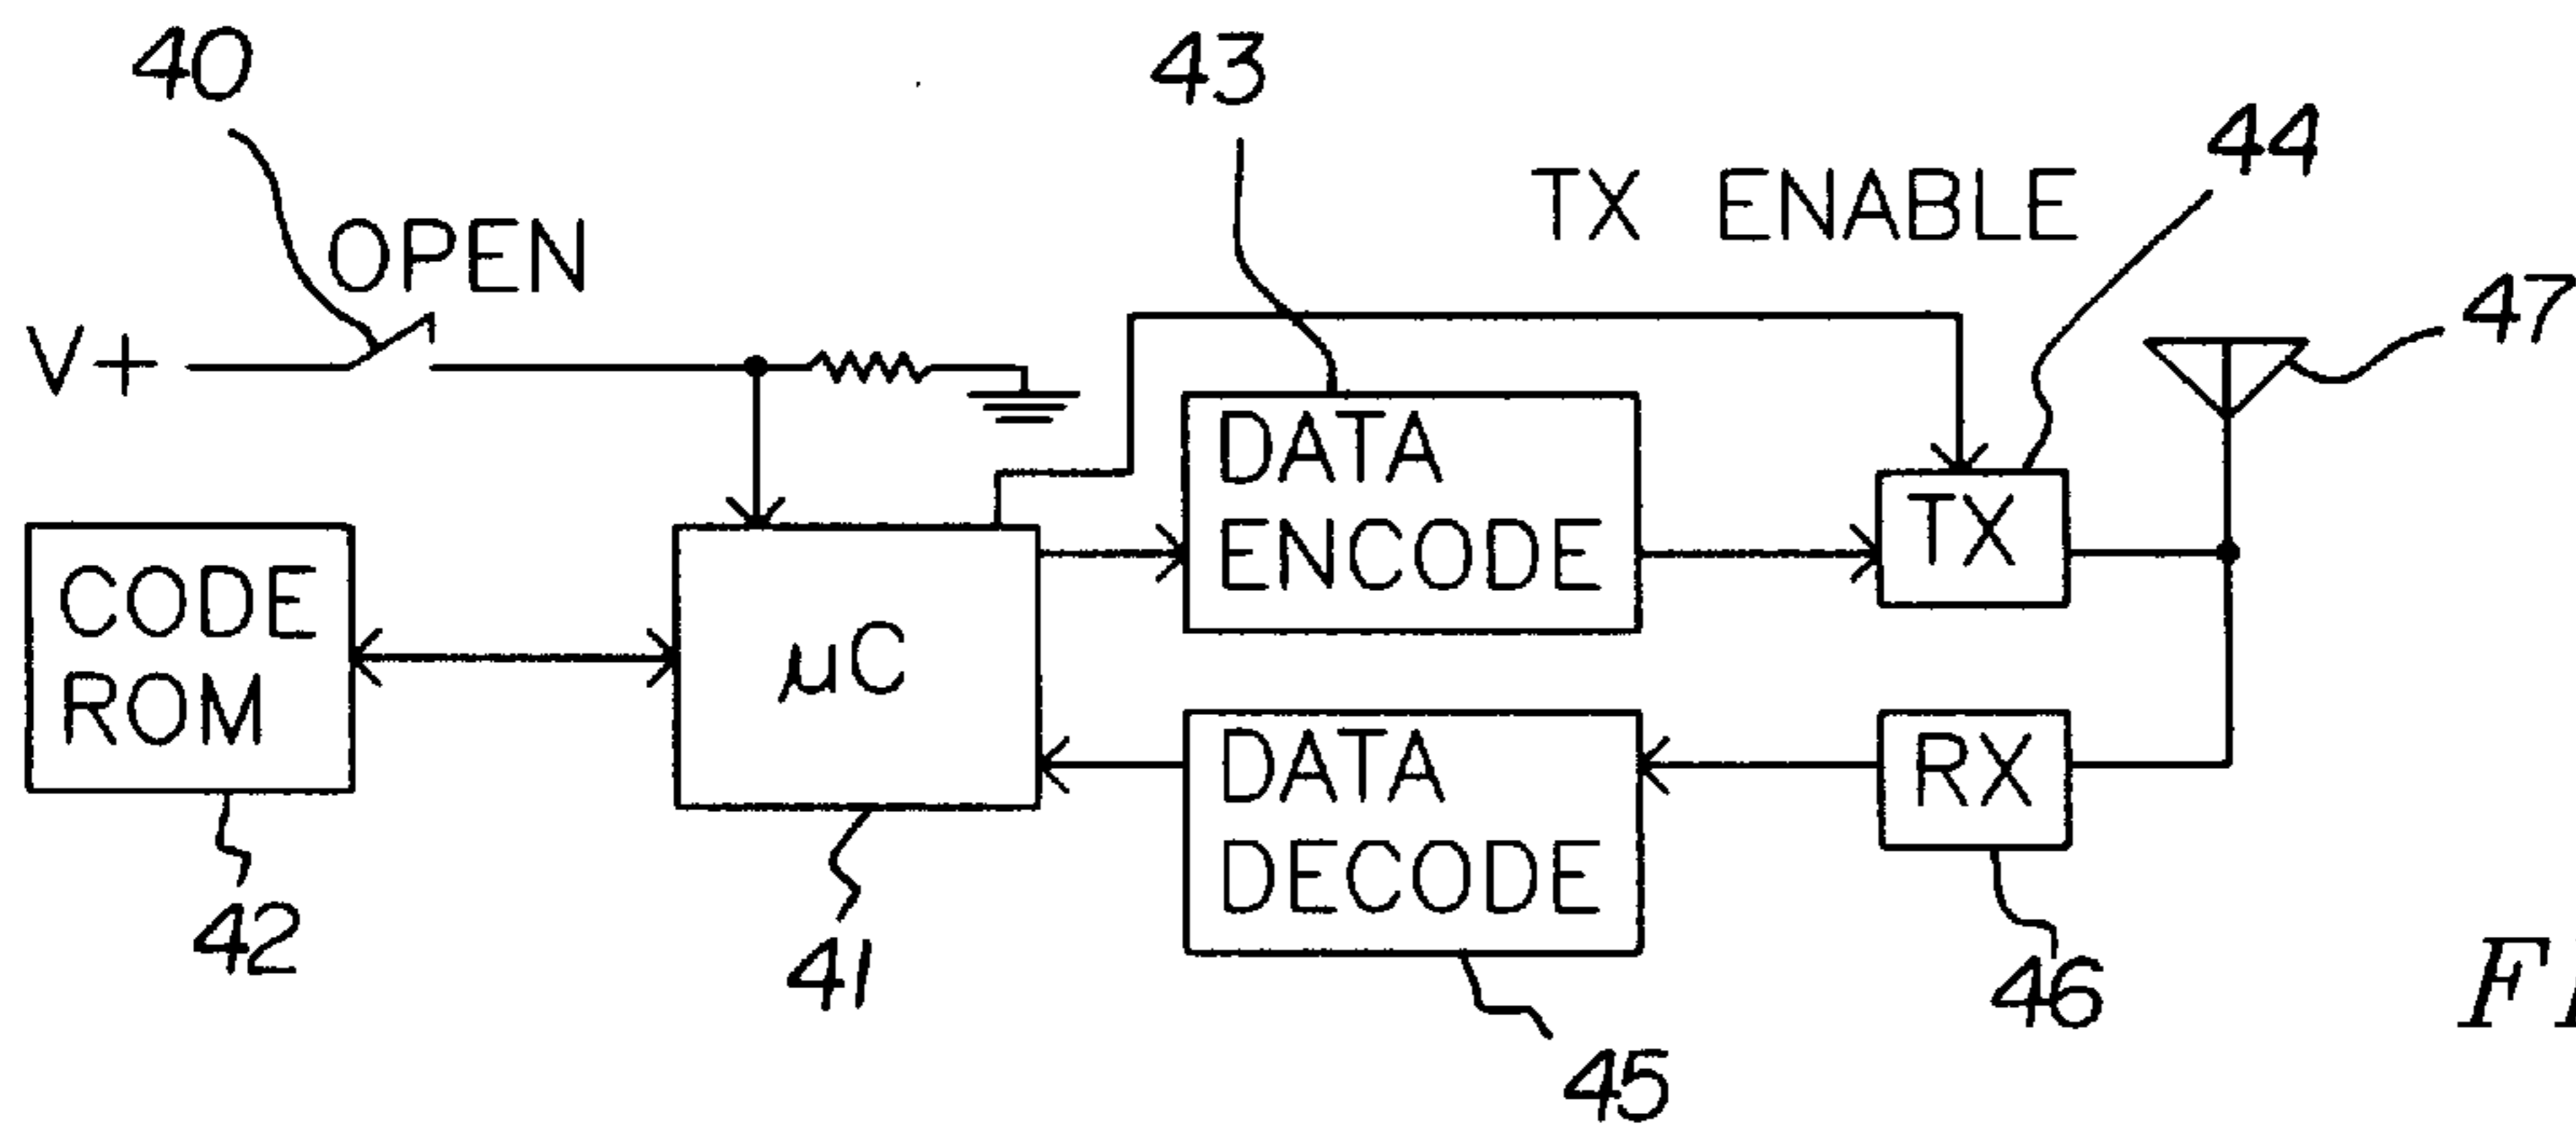 40
43
44
TX ENABLE
OPEN
47
V+
DATA
ENCODE
TX
CODE
ROM
μC
DATA
DECODE
RX
42
41
46
45